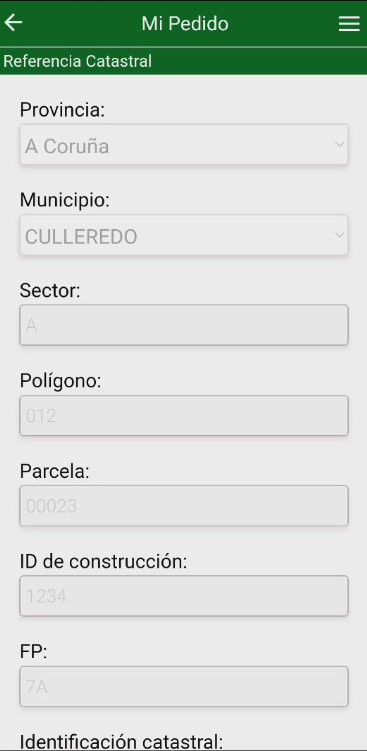 Mi Pedido
Referencia Catastral
Provincia:
A Coruña
Municipio:
CULLEREDO
Sector:
A
Polígono:
012
Parcela:
00023
ID de construcción:
1234
FP:
7A
Identificación catastral: